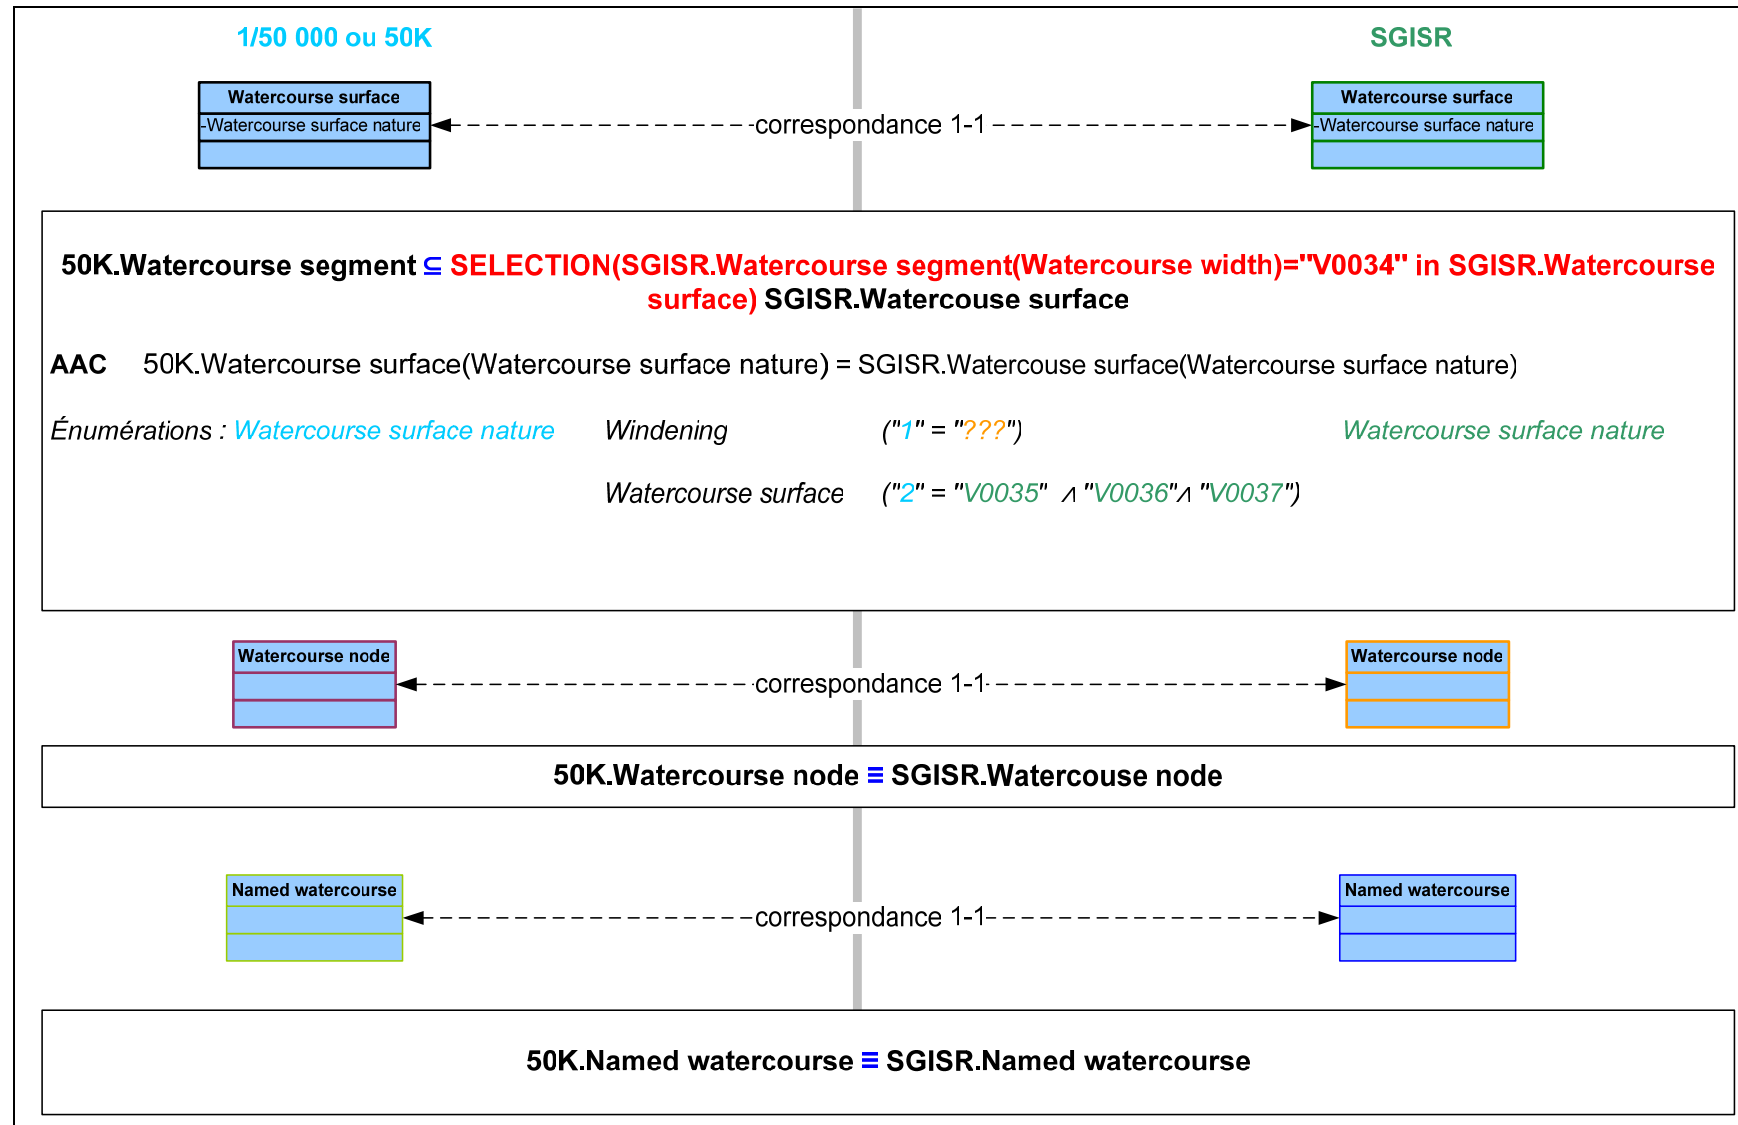 1/50 000 ou 50K
SGISR
Watercourse surface
-Watercourse surface nature
correspondance 1-1
Watercourse surface
-Watercourse surface nature
50K.Watercourse segment ⊆ SELECTION(SGISR.Watercourse segment(Watercourse width)="V0034" in SGISR.Watercourse
surface) SGISR.Watercouse surface
AAC 50K.Watercourse surface(Watercourse surface nature) = SGISR.Watercouse surface(Watercourse surface nature)
Énumérations : Watercourse surface nature Windening ("1" = "???") Watercourse surface nature
Watercourse surface ("2" = "V0035" ∧ "V0036"∧ "V0037")
Watercourse node
correspondance 1-1
Watercourse node
50K.Watercourse node ≡ SGISR.Watercouse node
Named watercourse
correspondance 1-1
Named watercourse
50K.Named watercourse ≡ SGISR.Named watercourse